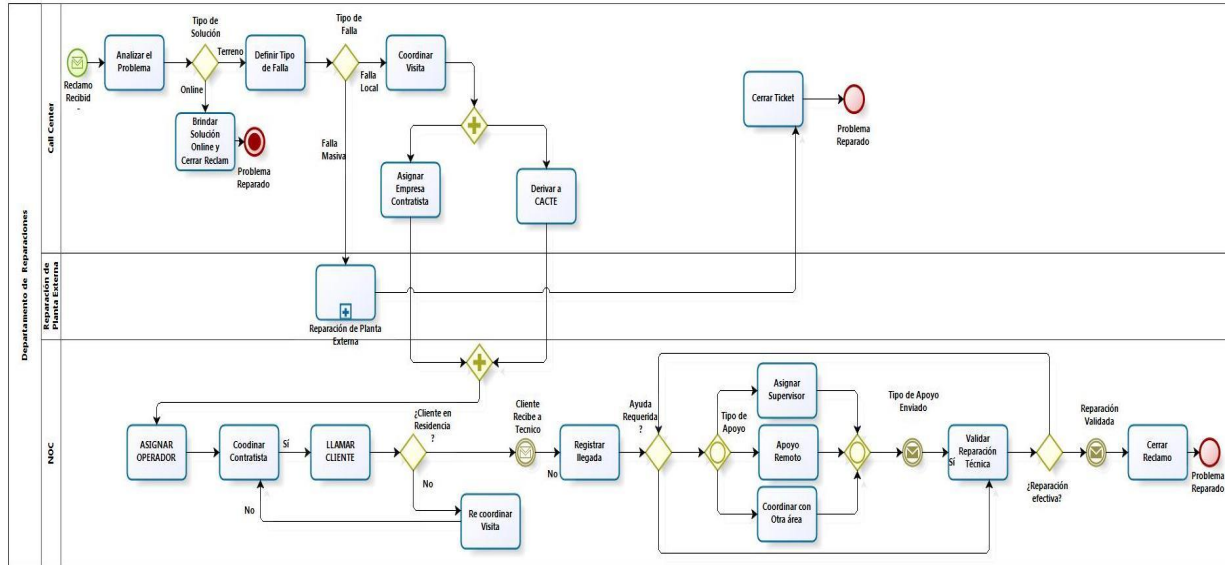 Departamento de Reparaciones
Call Center
Reclamo
Recibid
Analizar el
Problema
Tipo de
Solución
Terreno
Online
Brindar
Solución
Online y
Cerrar Reclam
Problema
Reparado
Definir Tipo
de Falla
Tipo de
Falla
Falla
Local
Falla
Masiva
Coordinar
Visita
Asignar
Empresa
Contratista
Derivar a
CACTE
Cerrar Ticket
Problema
Reparado
Reparación de
Planta Externa
Reparación de Planta
Externa
NOC
ASIGNAR
OPERADOR
Coodinar
Contratista
Sí
No
LLAMAR
CLIENTE
¿Cliente en
Residencia
?
No
Re coordinar
Visita
Cliente
Recibe a
Tecnico
Registrar
llegada
No
Ayuda
Requerida
?
Tipo de
Apoyo
Asignar
Supervisor
Apoyo
Remoto
Coordinar con
Otra área
Tipo de Apoyo
Enviado
Validar
Reparación
Técnica
Sí
¿Reparación
efectiva?
Reparación
Validada
Cerrar
Reclamo
Problema
Reparado